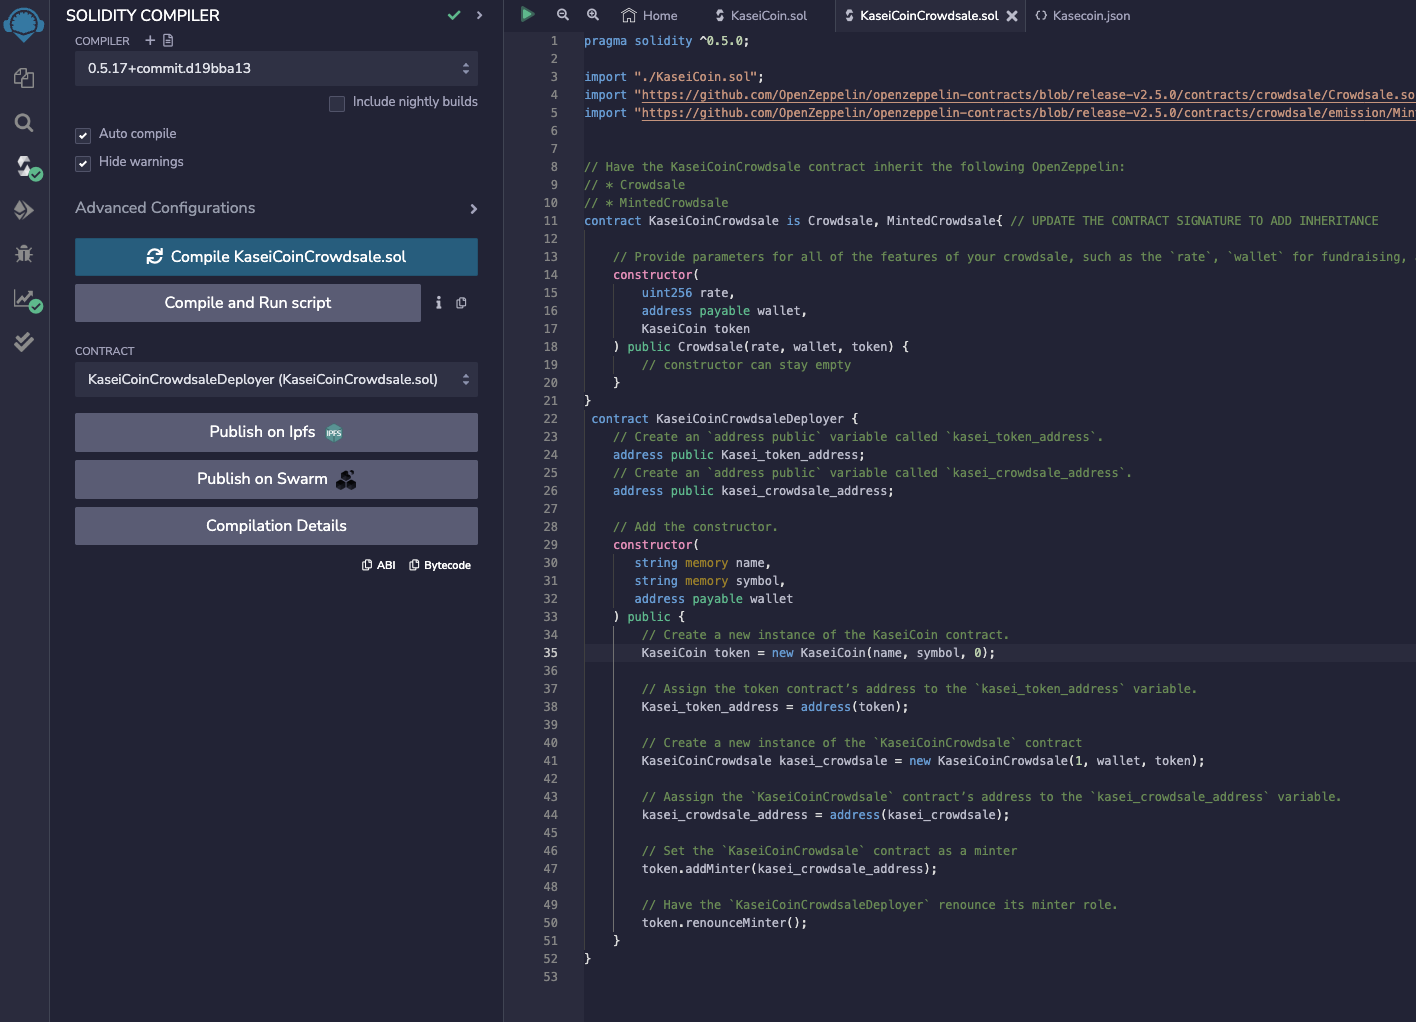 SOLIDITY COMPILER
COMPILER
0.5.17+commit.d19bba13
Include nightly builds
Auto compile
Hide warnings
Advanced Configurations
Compile KaseiCoinCrowdsale.sol
Compile and Run script
CONTRACT
KaseiCoinCrowdsaleDeployer (KaseiCoinCrowdsale.sol)
Publish on Ipfs IPFS
Publish on Swarm
Compilation Details
ABI Bytecode
Home KaseiCoin.sol KaseiCoinCrowdsale.sol Kasecoin.json
1 pragma solidity ^0.5.0;
2
3 import "./KaseiCoin.sol";
4 import "https://github.com/OpenZeppelin/openzeppelin-contracts/blob/release-v2.5.0/contracts/crowdsale/Crowdsale.so
5 import "https://github.com/OpenZeppelin/openzeppelin-contracts/blob/release-v2.5.0/contracts/crowdsale/emission/Min
6
7
8 // Have the KaseiCoinCrowdsale contract inherit the following OpenZeppelin:
9 // * Crowdsale
10 // * MintedCrowdsale
11 contract KaseiCoinCrowdsale is Crowdsale, MintedCrowdsale{ // UPDATE THE CONTRACT SIGNATURE TO ADD INHERITANCE
12
13 // Provide parameters for all of the features of your crowdsale, such as the `rate`, `wallet` for fundraising,
14 constructor(
15 uint256 rate,
16 address payable wallet,
17 KaseiCoin token
18 ) public Crowdsale(rate, wallet, token) {
19 // constructor can stay empty
20 }
21 }
22 contract KaseiCoinCrowdsaleDeployer {
23 // Create an `address public` variable called `kasei_token_address`.
24 address public Kasei_token_address;
25 // Create an `address public` variable called `kasei_crowdsale_address`.
26 address public kasei_crowdsale_address;
27
28 // Add the constructor.
29 constructor(
30 string memory name,
31 string memory symbol,
32 address payable wallet
33 ) public {
34 // Create a new instance of the KaseiCoin contract.
35 KaseiCoin token = new KaseiCoin(name, symbol, 0);
36
37 // Assign the token contract's address to the `kasei_token_address` variable.
38 Kasei_token_address = address(token);
39
40 // Create a new instance of the `KaseiCoinCrowdsale` contract
41 KaseiCoinCrowdsale kasei_crowdsale = new KaseiCoinCrowdsale(1, wallet, token);
42
43 // Aassign the `KaseiCoinCrowdsale` contract's address to the `kasei_crowdsale_address` variable.
44 kasei_crowdsale_address = address(kasei_crowdsale);
45
46 // Set the `KaseiCoinCrowdsale` contract as a minter
47 token.addMinter(kasei_crowdsale_address);
48
49 // Have the `KaseiCoinCrowdsaleDeployer` renounce its minter role.
50 token.renounceMinter();
51 }
52 }
53